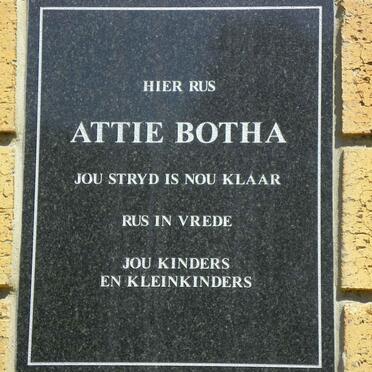 HIER RUS
ATTIE BOTHA
JOU STRYD IS NOU KLAAR
RUS IN VREDE
JOU KINDERS
EN KLEINKINDERS